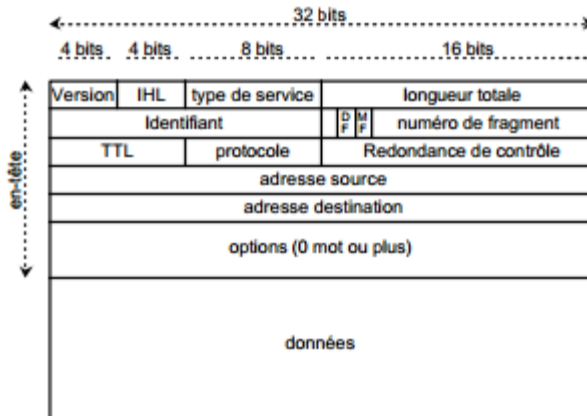 32 bits
4 bits 4 bits 8 bits 16 bits
Version IHL type de service longueur totale
Identifiant DF MF numéro de fragment
TTL protocole Redondance de contrôle
adresse source
adresse destination
options (0 mot ou plus)
en-tête
données